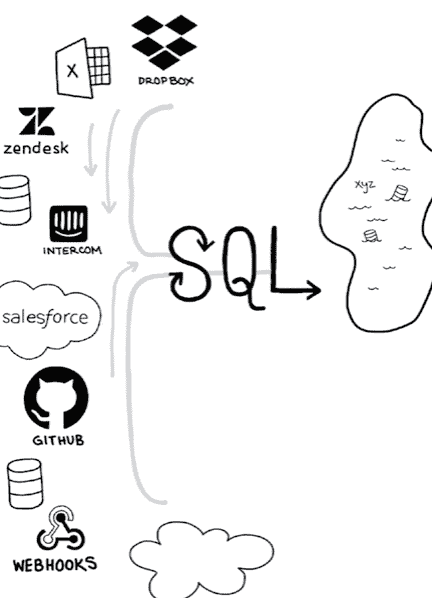 X
DROPBOX
zendesk
INTERCOM
xyz
SQL
salesforce
GITHUB
WEBHOOKS